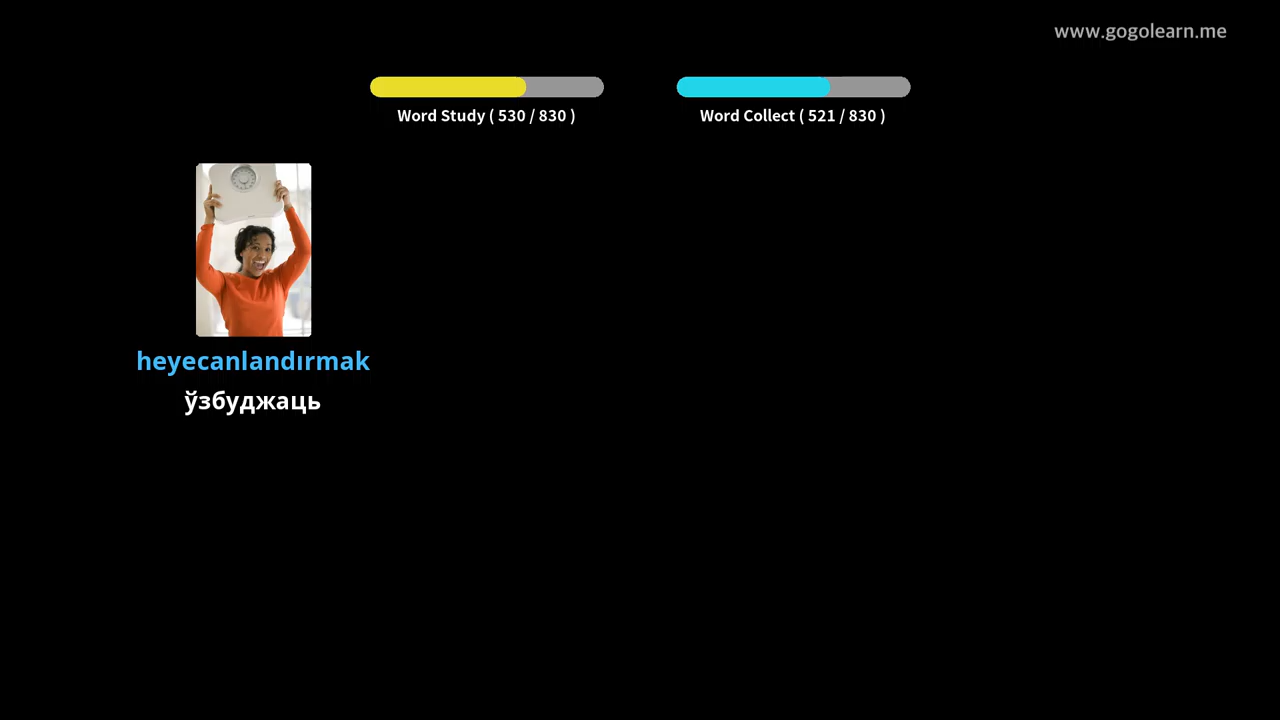 www.gogolearn.me
Word Study ( 530 / 830 )
Word Collect ( 521 / 830 )
heyecanlandırmak
ўзбуджаць